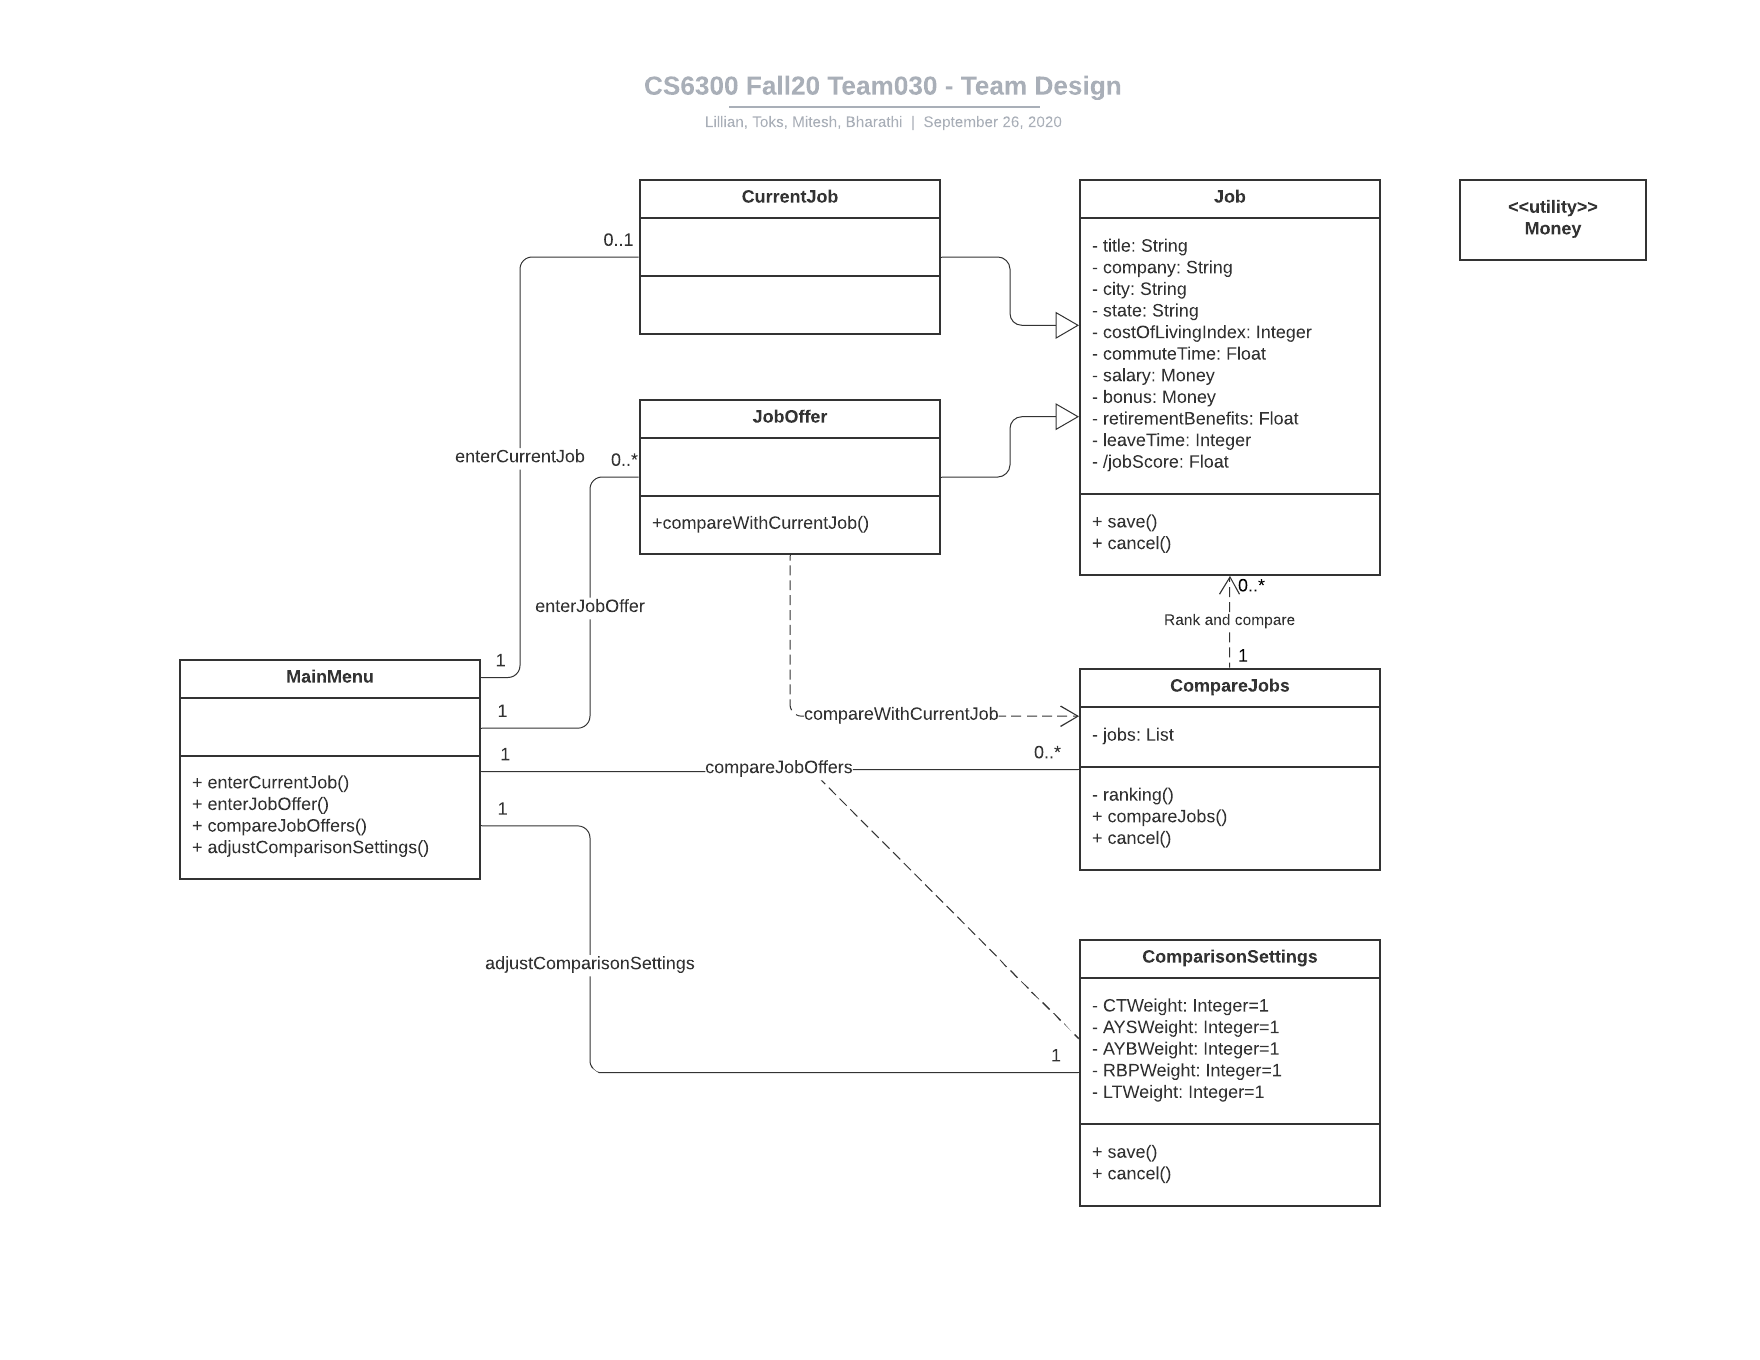 CS6300 Fall20 Team030 - Team Design
Lillian, Toks, Mitesh, Bharathi | September 26, 2020
CurrentJob
0..1
Job
- title: String
- company: String
- city: String
- state: String
- costOfLivingIndex: Integer
- commuteTime: Float
- salary: Money
- bonus: Money
- retirementBenefits: Float
- leaveTime: Integer
- /jobScore: Float
+ save()
+ cancel()
<<utility>>
Money
JobOffer
0..*
+compareWithCurrentJob()
enterCurrentJob
enterJobOffer
0..*
Rank and compare
1
MainMenu
1
1
1
1
+ enterCurrentJob()
+ enterJobOffer()
+ compareJobOffers()
+ adjustComparisonSettings()
compareWithCurrentJob
compareJobOffers
0..*
CompareJobs
- jobs: List
- ranking()
+ compareJobs()
+ cancel()
adjustComparisonSettings
1
ComparisonSettings
- CTWeight: Integer=1
- AYSWeight: Integer=1
- AYBWeight: Integer=1
- RBPWeight: Integer=1
- LTWeight: Integer=1
+ save()
+ cancel()